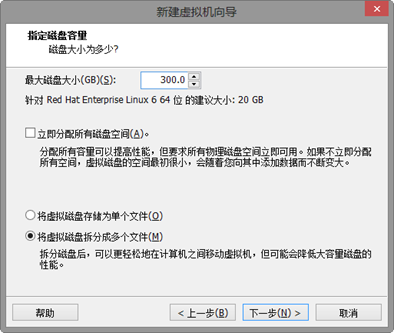 新建虚拟机向导
指定磁盘容量
磁盘大小为多少?
最大磁盘大小(GB)(S): 300.0
针对 Red Hat Enterprise Linux 6 64 位 的建议大小: 20 GB
立即分配所有磁盘空间(A)。
分配所有容量可以提高性能，但要求所有物理磁盘空间立即可用。如果不立即分配
所有空间，虚拟磁盘的空间最初很小，会随着您向其中添加数据而不断变大。
将虚拟磁盘存储为单个文件(O)
将虚拟磁盘拆分成多个文件(M)
拆分磁盘后，可以更轻松地在计算机之间移动虚拟机，但可能会降低大容量磁盘的
性能。
帮助 < 上一步(B) 下一步(N) > 取消